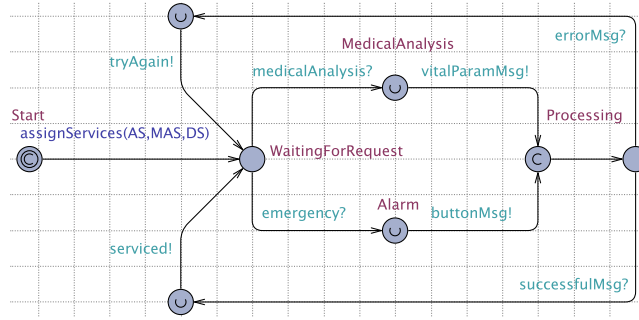 errorMsg?
MedicalAnalysis
tryAgain!
medicalAnalysis?
vitalParamMsg!
Start
Processing
assignServices(AS,MAS,DS)
C
WaitingForRequest
C
Alarm
emergency?
buttonMsg!
serviced!
successfulMsg?